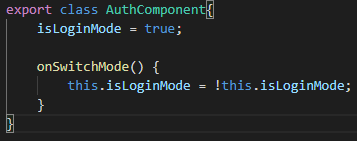 export class AuthComponent{
    isLoginMode = true;

    onSwitchMode() {
        this.isLoginMode = !this.isLoginMode;
    }
}